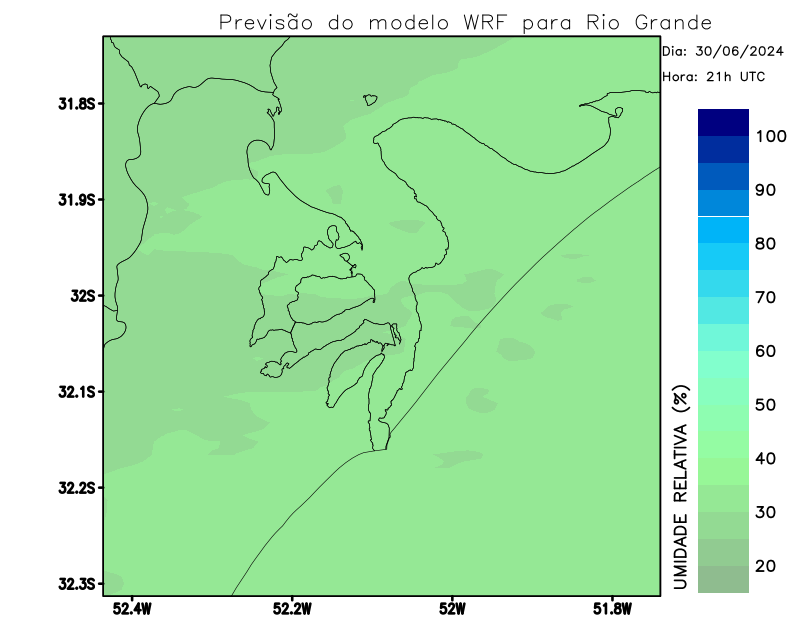 Previsão do modelo WRF para Rio Grande
Dia: 30/06/2024
Hora: 21h UTC
31.8S
31.9S
32S
32.1S
32.2S
32.3S
52.4W
52.2W
52W
51.8W
UMIDADE RELATIVA (%)
100
90
80
70
60
50
40
30
20